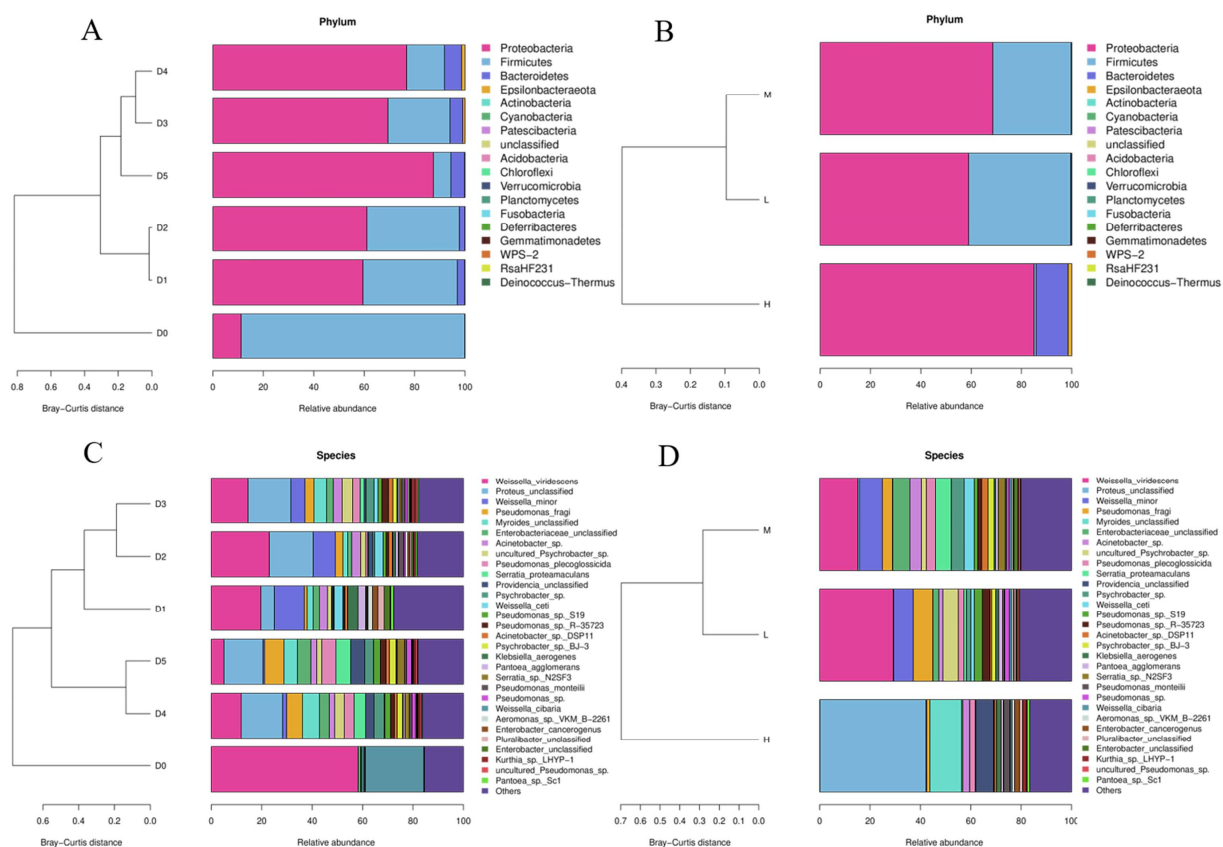 A
Phylum
D4
D3
D5
D2
D1
D0
0.8 0.6 0.4 0.2 0.0
Bray-Curtis distance
0 20 40 60 80 100
Relative abundance
Proteobacteria
Firmicutes
Bacteroidetes
Epsilonbacteraeota
Actinobacteria
Cyanobacteria
Patescibacteria
unclassified
Acidobacteria
Chloroflexi
Verrucomicrobia
Planctomycetes
Fusobacteria
Deferribacteres
Gemmatimonadetes
WPS-2
RsaHF231
Deinococcus-Thermus
B
Phylum
M
L
H
0.4 0.3 0.2 0.1 0.0
Bray-Curtis distance
0 20 40 60 80 100
Relative abundance
Proteobacteria
Firmicutes
Bacteroidetes
Epsilonbacteraeota
Actinobacteria
Cyanobacteria
Patescibacteria
unclassified
Acidobacteria
Chloroflexi
Verrucomicrobia
Planctomycetes
Fusobacteria
Deferribacteres
Gemmatimonadetes
WPS-2
RsaHF231
Deinococcus-Thermus
C
Species
D3
D2
D1
D5
D4
D0
0.6 0.4 0.2 0.0
Bray-Curtis distance
0 20 40 60 80 100
Relative abundance
Weissella_viridescens
Proteus_unclassified
Weissella_minor
Pseudomonas_fragi
Myroides_unclassified
Enterobacteriaceae_unclassified
Acinetobacter_sp.
uncultured_Psychrobacter_sp.
Pseudomonas_plecoglossicida
Serratia_proteamaculans
Providencia_unclassified
Psychrobacter_sp.
Weissella_ceti
Pseudomonas_sp._S19
Pseudomonas_sp._R-35723
Acinetobacter_sp._DSP11
Psychrobacter_sp._BJ-3
Klebsiella_aerogenes
Pantoea_agglomerans
Serratia_sp._N2SF3
Pseudomonas_monteilii
Pseudomonas_sp.
Weissella_cibaria
Aeromonas_sp._VKM_B-2261
Enterobacter_cancerogenus
Pluralibacter_unclassified
Enterobacter_unclassified
Kurthia_sp._LHYP-1
uncultured_Pseudomonas_sp.
Pantoea_sp._Sc1
Others
D
Species
M
L
H
0.7 0.6 0.5 0.4 0.3 0.2 0.1 0.0
Bray-Curtis distance
0 20 40 60 80 100
Relative abundance
Weissella_viridescens
Proteus_unclassified
Weissella_minor
Pseudomonas_fragi
Myroides_unclassified
Enterobacteriaceae_unclassified
Acinetobacter_sp.
uncultured_Psychrobacter_sp.
Pseudomonas_plecoglossicida
Serratia_proteamaculans
Providencia_unclassified
Psychrobacter_sp.
Weissella_ceti
Pseudomonas_sp._S19
Pseudomonas_sp._R-35723
Acinetobacter_sp._DSP11
Psychrobacter_sp._BJ-3
Klebsiella_aerogenes
Pantoea_agglomerans
Serratia_sp._N2SF3
Pseudomonas_monteilii
Pseudomonas_sp.
Weissella_cibaria
Aeromonas_sp._VKM_B-2261
Enterobacter_cancerogenus
Pluralibacter_unclassified
Enterobacter_unclassified
Kurthia_sp._LHYP-1
uncultured_Pseudomonas_sp.
Pantoea_sp._Sc1
Others